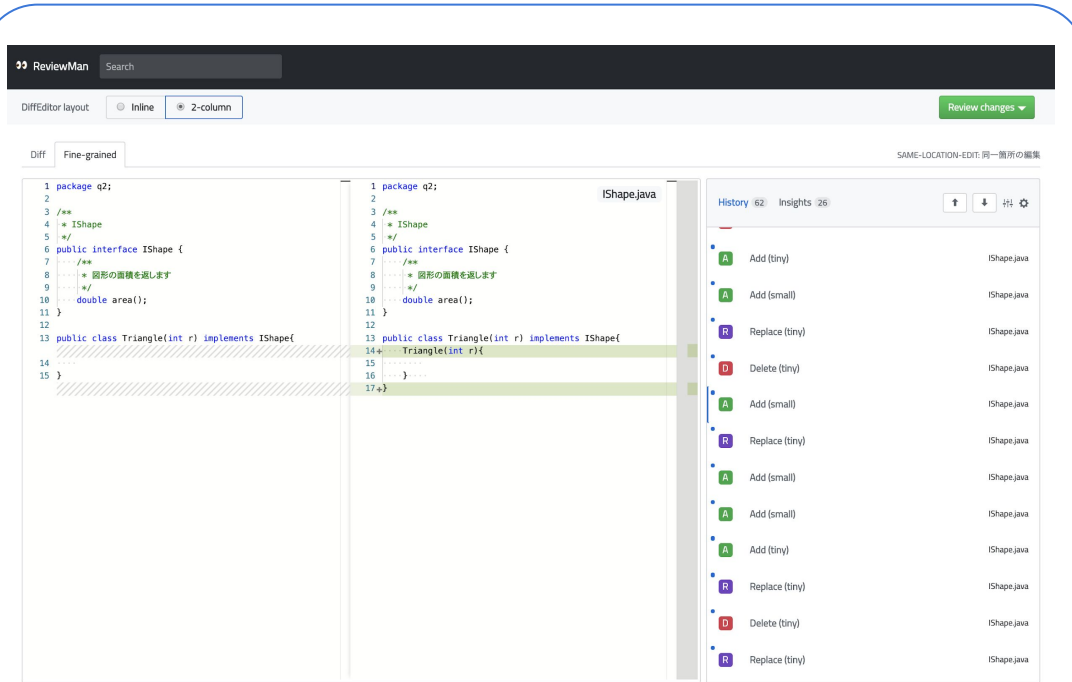 ReviewMan Search
DiffEditor layout Inline 2-column Review changes
Diff Fine-grained SAME-LOCATION-EDIT: 同一箇所の編集
1 package q2;
2
3 /**
4 * IShape
5 */
6 public interface IShape {
7 /**
8 * 図形の面積を返します
9 */
10 double area();
11 }
12
13 public class Triangle(int r) implements IShape{
14
15 }
IShape.java
1 package q2;
2
3 /**
4 * IShape
5 */
6 public interface IShape {
7 /**
8 * 図形の面積を返します
9 */
10 double area();
11 }
12
13 public class Triangle(int r) implements IShape{
14+ Triangle(int r){
15
16 }
17+}
History 62 Insights 26
A Add (tiny) IShape.java
A Add (small) IShape.java
R Replace (tiny) IShape.java
D Delete (tiny) IShape.java
A Add (small) IShape.java
R Replace (tiny) IShape.java
A Add (small) IShape.java
A Add (small) IShape.java
A Add (tiny) IShape.java
R Replace (tiny) IShape.java
D Delete (tiny) IShape.java
R Replace (tiny) IShape.java